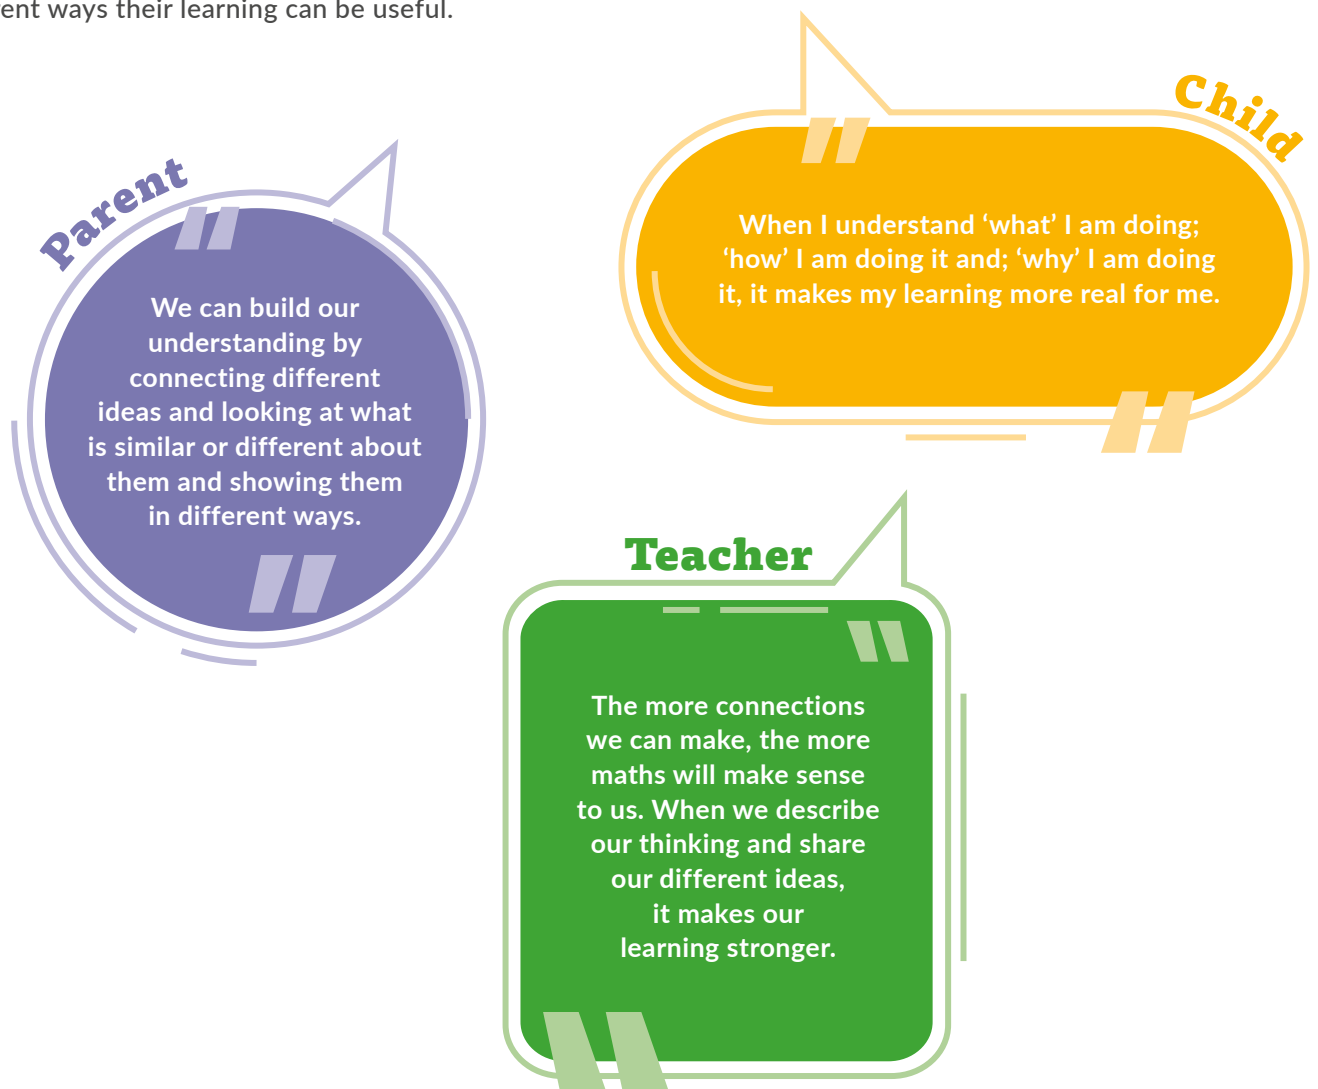 ways their learning can be useful.
Parent
We can build our
understanding by
connecting different
ideas and looking at what
is similar or different about
them and showing them
in different ways.
Child
When I understand ‘what’ I am doing;
‘how’ I am doing it and; ‘why’ I am doing
it, it makes my learning more real for me.
Teacher
The more connections
we can make, the more
maths will make sense
to us. When we describe
our thinking and share
our different ideas,
it makes our
learning stronger.